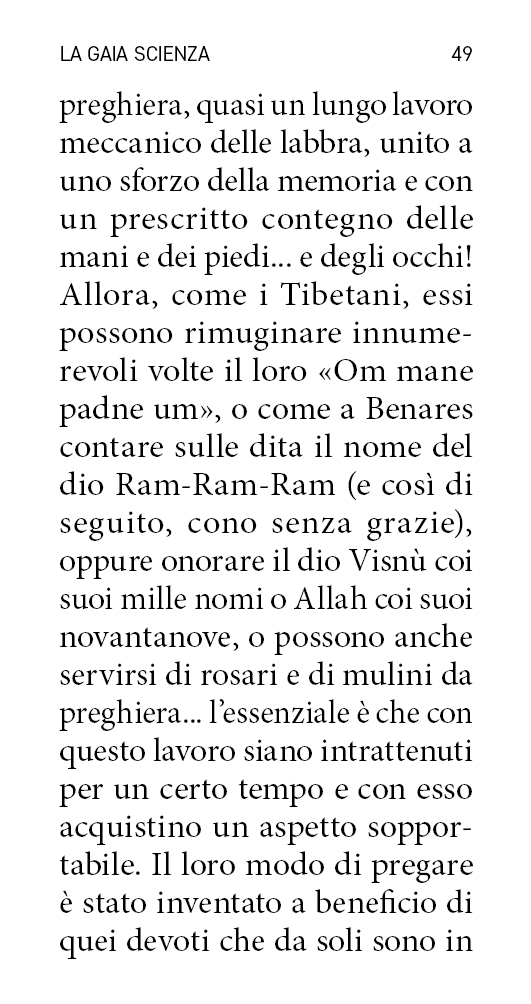 LA GAIA SCIENZA 49
preghiera, quasi un lungo lavoro
meccanico delle labbra, unito a
uno sforzo della memoria e con
un prescritto contegno delle
mani e dei piedi... e degli occhi!
Allora, come i Tibetani, essi
possono rimuginare innume-
revoli volte il loro «Om mane
padne um», o come a Benares
contare sulle dita il nome del
dio Ram-Ram-Ram (e così di
seguito, cono senza grazie),
oppure onorare il dio Visnù coi
suoi mille nomi o Allah coi suoi
novantanove, o possono anche
servirsi di rosari e di mulini da
preghiera... l’essenziale è che con
questo lavoro siano intrattenuti
per un certo tempo e con esso
acquistino un aspetto soppor-
tabile. Il loro modo di pregare
è stato inventato a beneficio di
quei devoti che da soli sono in